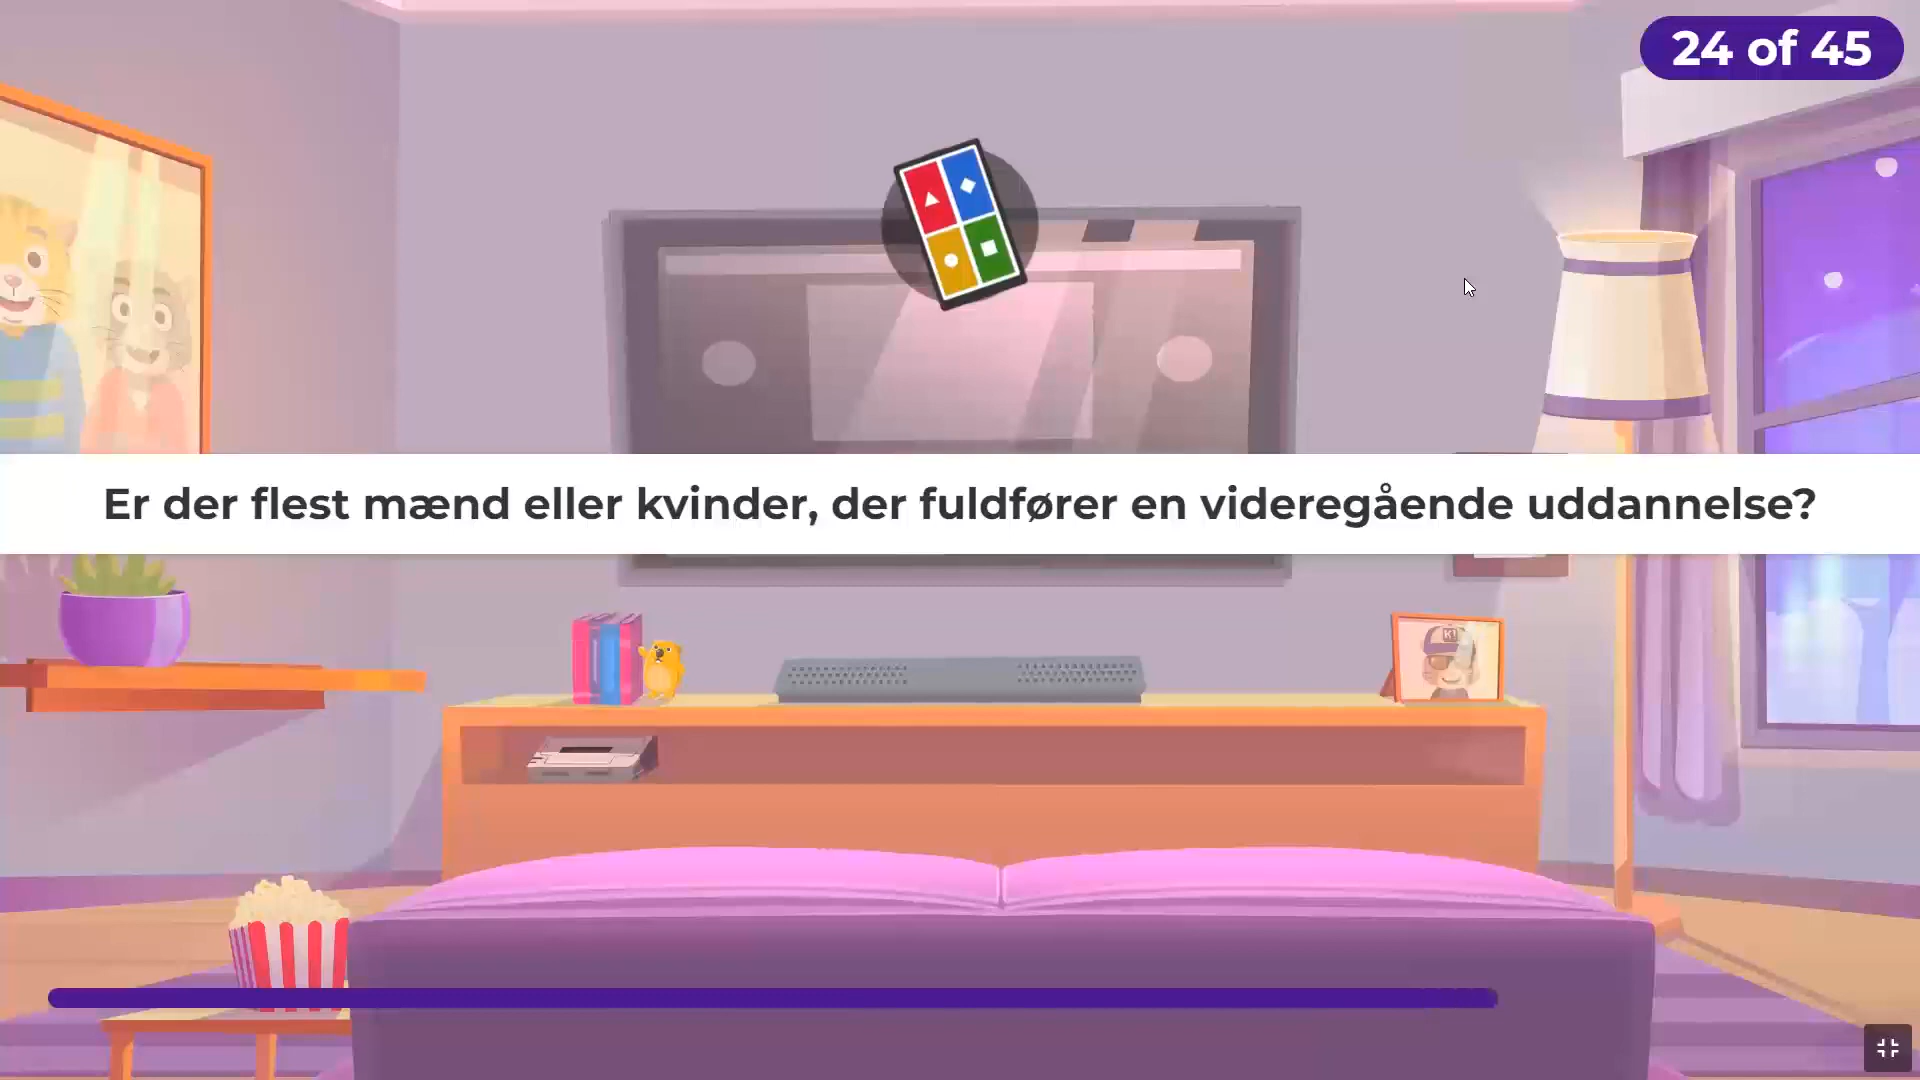 24 of 45
Er der flest mænd eller kvinder, der fuldfører en videregående uddannelse?
K!